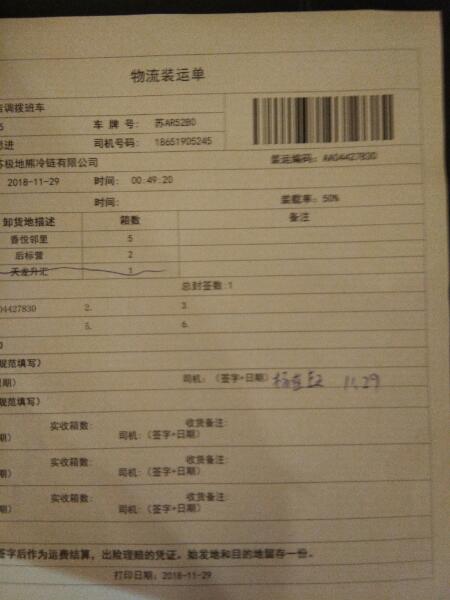 物流装运单
店调拨班车
车 牌 号: 苏AR52B0
司机号码: 18651905245
苏极地熊冷链有限公司
装运编码: AA04427830
2018-11-29 时间: 00:49:20
时间: 装载率: 50%
卸货地描述 箱数 备注
香悦邻里 5
后标营 2
天龙升汇 1
总封签数:1
04427830 2. 3.
5. 6.
规范填写)
日期) 司机: (签字+日期) 11.29
规范填写)
实收箱数: 收货备注:
期) 司机: (签字+日期)
实收箱数: 收货备注:
期) 司机: (签字+日期)
实收箱数: 收货备注:
期) 司机: (签字+日期)
签字后作为运费结算，出险理赔的凭证。始发地和目的地留存一份。
打印日期: 2018-11-29